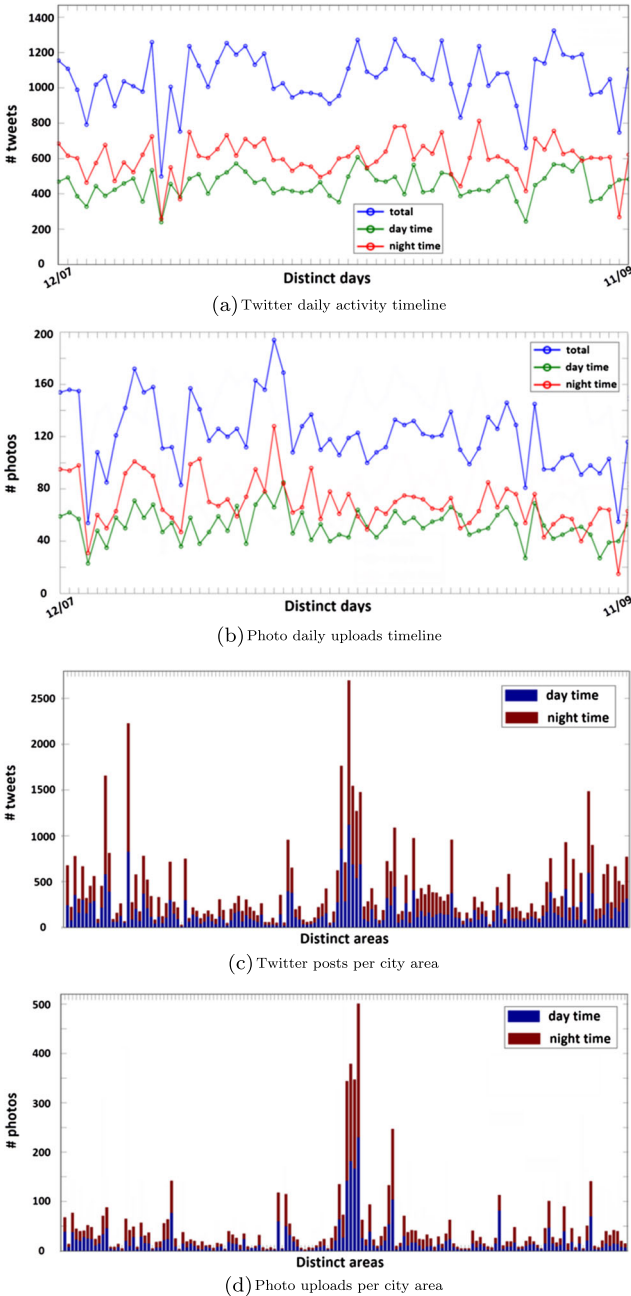 1400
1200
1000
800
600
400
200
0
# tweets
total
day time
night time
12/07
Distinct days
11/09
(a) Twitter daily activity timeline
200
160
120
80
40
0
# photos
total
day time
night time
12/07
Distinct days
11/09
(b) Photo daily uploads timeline
2500
2000
1500
1000
500
0
# tweets
day time
night time
Distinct areas
(c) Twitter posts per city area
500
400
300
200
100
0
# photos
day time
night time
Distinct areas
(d) Photo uploads per city area